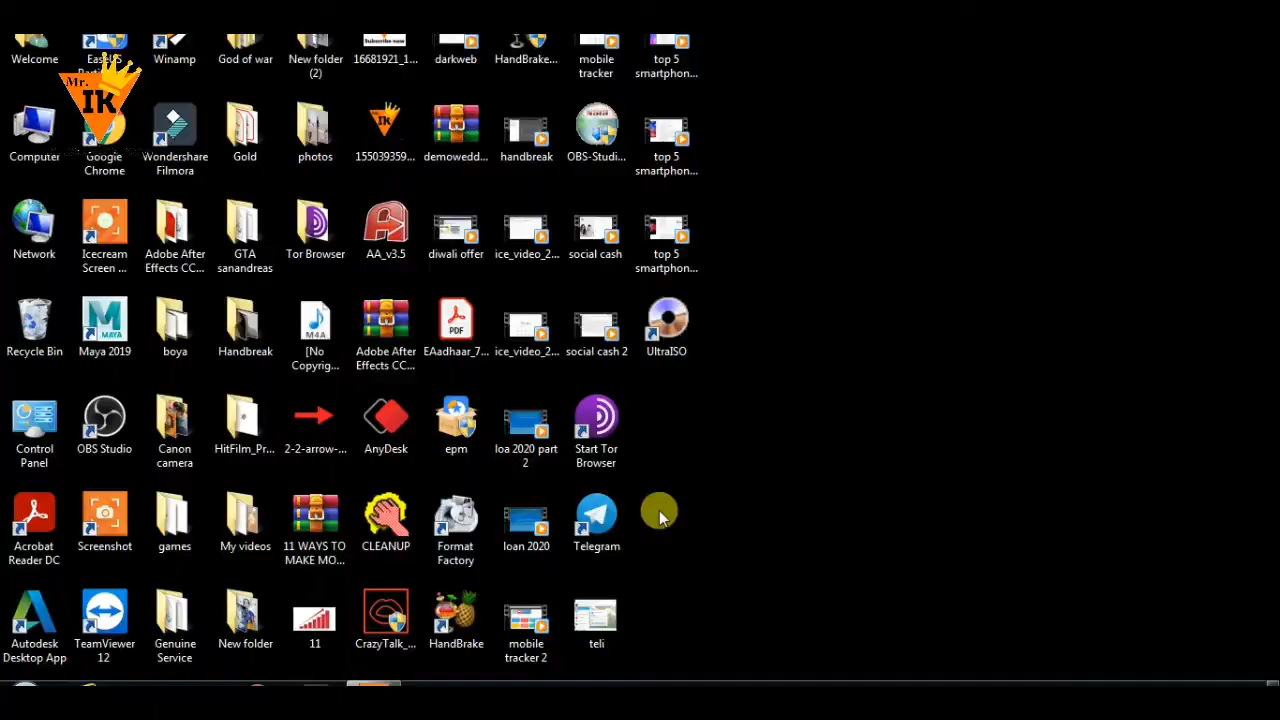 Welcome
EaseUS
Winamp
God of war
New folder
(2)
16681921_1...
darkweb
HandBrake...
mobile
tracker
top 5
smartphon...
Mr.
IK
Computer
Google
Chrome
Wondershare
Filmora
Gold
photos
155039359...
demowedd...
handbreak
OBS-Studi...
top 5
smartphon...
Network
Icecream
Screen ...
Adobe After
Effects CC...
GTA
sanandreas
Tor Browser
AA_v3.5
diwali offer
ice_video_2...
social cash
top 5
smartphon...
Recycle Bin
Maya 2019
boya
Handbreak
[No
Copyrig...
Adobe After
Effects CC...
EAadhaar_7...
ice_video_2...
social cash 2
UltraISO
Control
Panel
OBS Studio
Canon
camera
HitFilm_Pr...
2-2-arrow-...
AnyDesk
epm
loa 2020 part
2
Start Tor
Browser
Acrobat
Reader DC
Screenshot
games
My videos
11 WAYS TO
MAKE MO...
CLEANUP
Format
Factory
loan 2020
Telegram
Autodesk
Desktop App
TeamViewer
12
Genuine
Service
New folder
11
CrazyTalk_...
HandBrake
mobile
tracker 2
teli